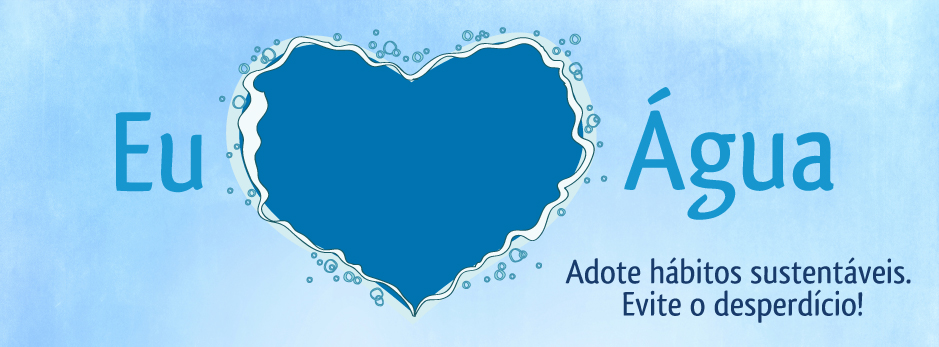 Eu Água
Adote hábitos sustentáveis.
Evite o desperdício!